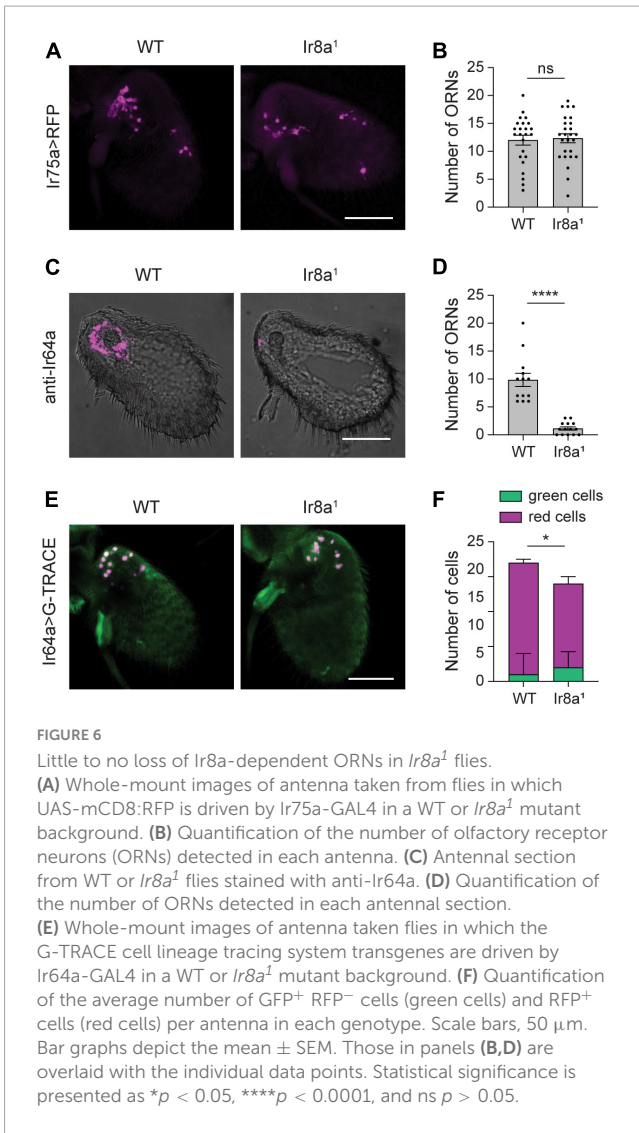 A
WT
Ir8a¹
Ir75a>RFP
B
ns
Number of ORNs
25
20
15
10
5
0
WT
Ir8a¹
C
WT
Ir8a¹
anti-Ir64a
D
****
Number of ORNs
25
20
15
10
5
0
WT
Ir8a¹
E
WT
Ir8a¹
Ir64a>G-TRACE
F
green cells
red cells
*
Number of cells
20
15
10
5
0
WT
Ir8a¹
FIGURE 6
Little to no loss of Ir8a-dependent ORNs in Ir8a¹ flies.
(A) Whole-mount images of antenna taken from flies in which
UAS-mCD8:RFP is driven by Ir75a-GAL4 in a WT or Ir8a¹ mutant
background. (B) Quantification of the number of olfactory receptor
neurons (ORNs) detected in each antenna. (C) Antennal section
from WT or Ir8a¹ flies stained with anti-Ir64a. (D) Quantification of
the number of ORNs detected in each antennal section.
(E) Whole-mount images of antenna taken flies in which the
G-TRACE cell lineage tracing system transgenes are driven by
Ir64a-GAL4 in a WT or Ir8a¹ mutant background. (F) Quantification
of the average number of GFP⁺ RFP⁻ cells (green cells) and RFP⁺
cells (red cells) per antenna in each genotype. Scale bars, 50 μm.
Bar graphs depict the mean ± SEM. Those in panels (B,D) are
overlaid with the individual data points. Statistical significance is
presented as *p < 0.05, ****p < 0.0001, and ns p > 0.05.